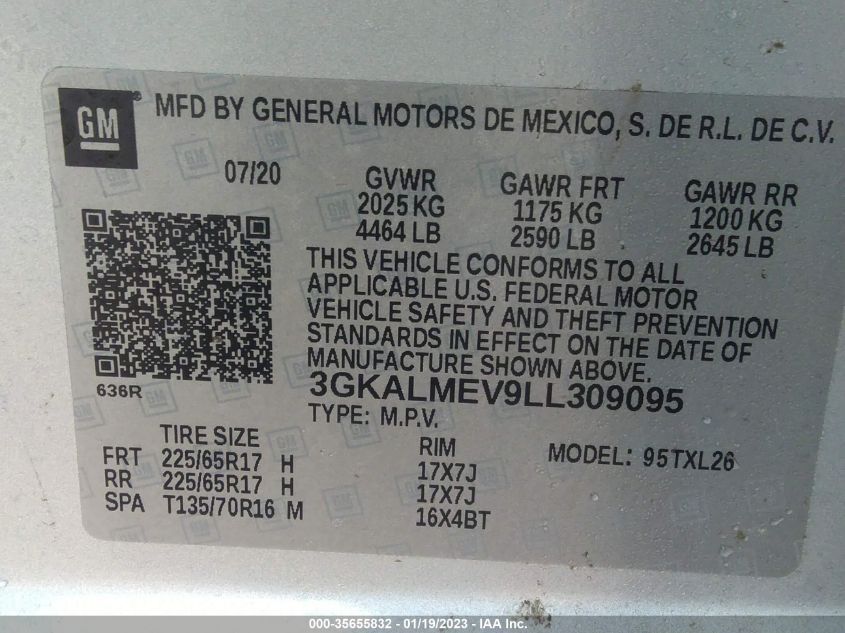 GM ® MFD BY GENERAL MOTORS DE MEXICO, S. DE R.L. DE C.V.
07/20 GVWR GAWR FRT GAWR RR
2025 KG 1175 KG 1200 KG
4464 LB 2590 LB 2645 LB
THIS VEHICLE CONFORMS TO ALL
APPLICABLE U.S. FEDERAL MOTOR
VEHICLE SAFETY AND THEFT PREVENTION
STANDARDS IN EFFECT ON THE DATE OF
MANUFACTURE SHOWN ABOVE.
636R 3GKALMEV9LL309095
TYPE: M.P.V.
TIRE SIZE RIM MODEL: 95TXL26
FRT 225/65R17 H 17X7J
RR 225/65R17 H 17X7J
SPA T135/70R16 M 16X4BT
000-35655832 - 01/19/2023 - IAA Inc.